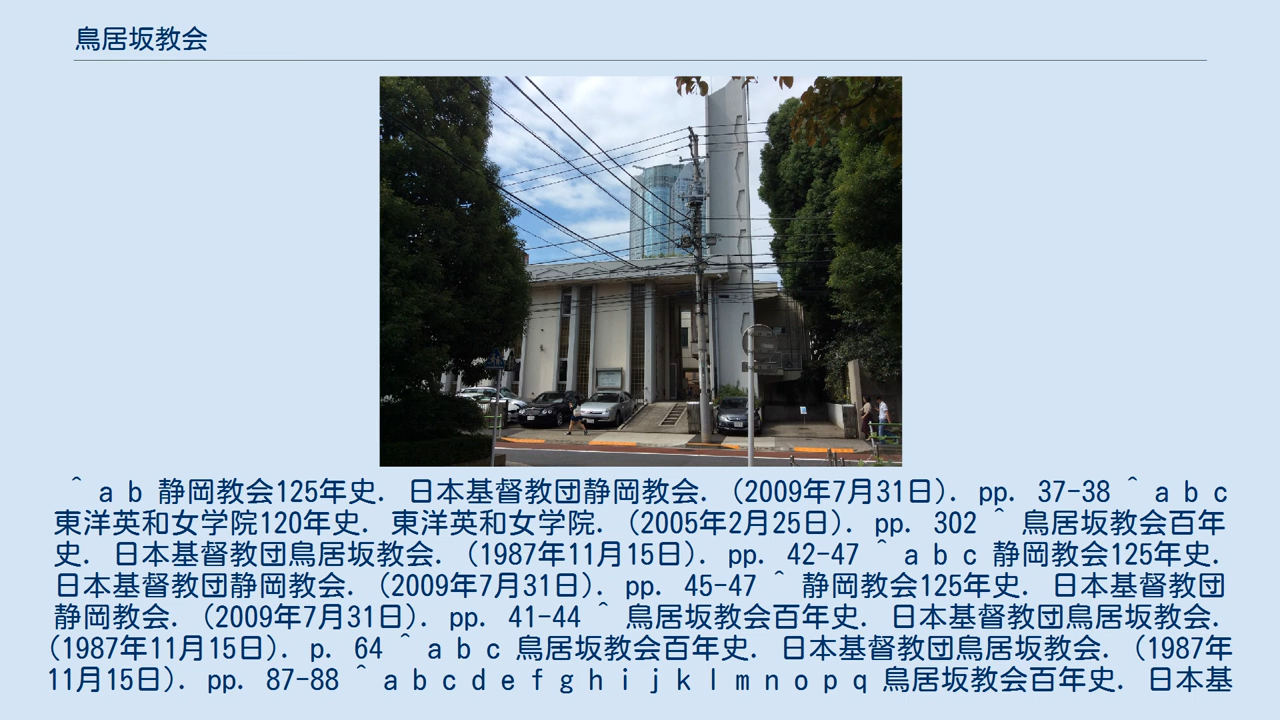 鳥居坂教会
^ a b 静岡教会125年史. 日本基督教団静岡教会. (2009年7月31日). pp. 37-38 ^ a b c
東洋英和女学院120年史. 東洋英和女学院. (2005年2月25日). pp. 302 ^ 鳥居坂教会百年
史. 日本基督教団鳥居坂教会. (1987年11月15日). pp. 42-47 ^ a b c 静岡教会125年史.
日本基督教団静岡教会. (2009年7月31日). pp. 45-47 ^ 静岡教会125年史. 日本基督教団
静岡教会. (2009年7月31日). pp. 41-44 ^ 鳥居坂教会百年史. 日本基督教団鳥居坂教会.
(1987年11月15日). p. 64 ^ a b c 鳥居坂教会百年史. 日本基督教団鳥居坂教会. (1987年
11月15日). pp. 87-88 ^ a b c d e f g h i j k l m n o p q 鳥居坂教会百年史. 日本基